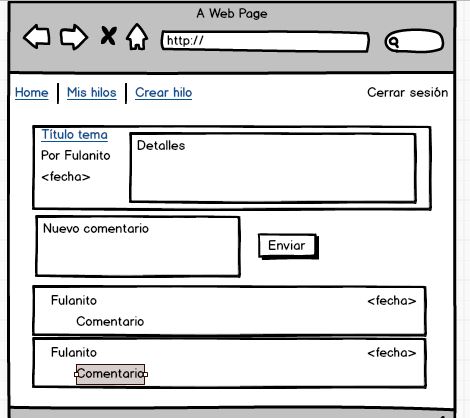 A Web Page
http://
Home Mis hilos Crear hilo Cerrar sesión
Título tema
Por Fulanito
<fecha>
Detalles
Nuevo comentario
Enviar
Fulanito <fecha>
Comentario
Fulanito <fecha>
Comentario